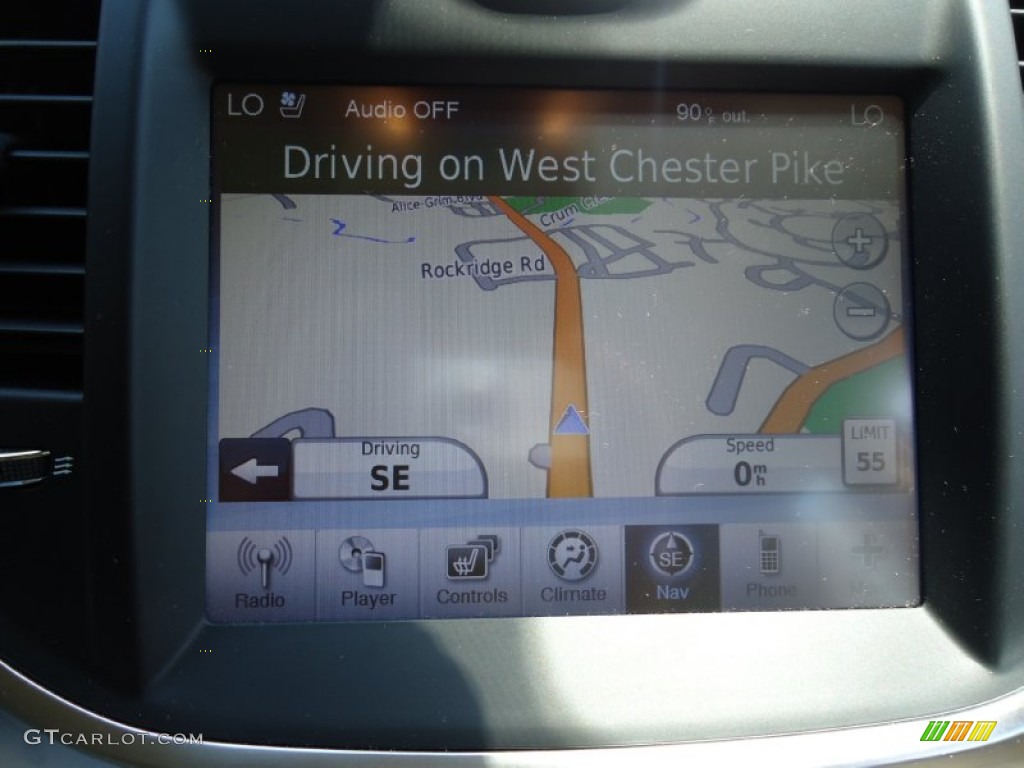 LO Audio OFF 90°F out. LO
Driving on West Chester Pike
Rockridge Rd
Driving
SE
Speed
0 mh
LIMIT
55
SE
Radio Player Controls Climate Nav Phone
GTCARLOT.COM